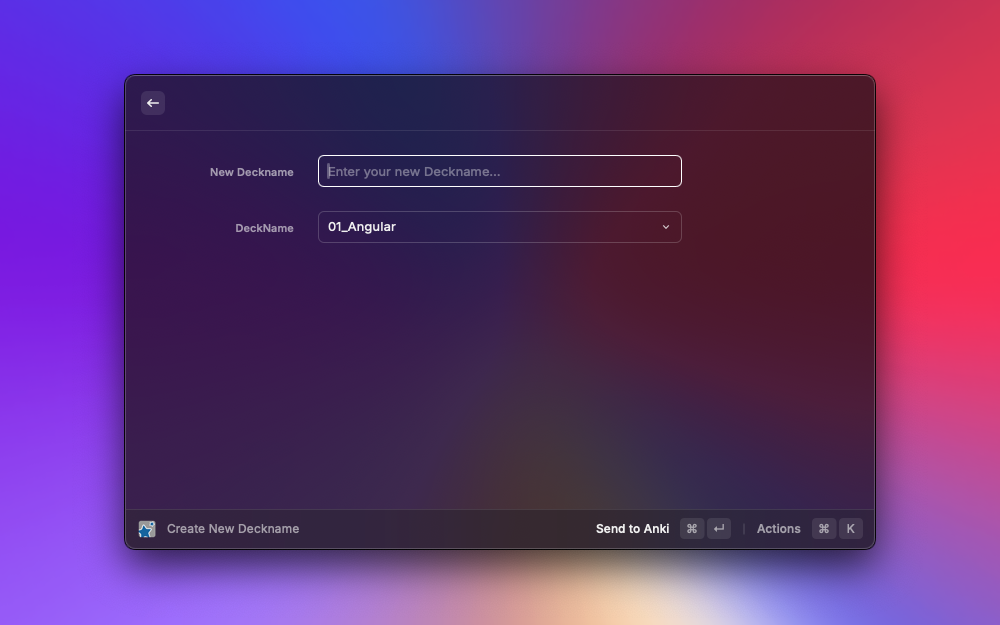 New Deckname
Enter your new Deckname...
DeckName
01_Angular
Create New Deckname
Send to Anki ⌘ ↵ | Actions ⌘ K